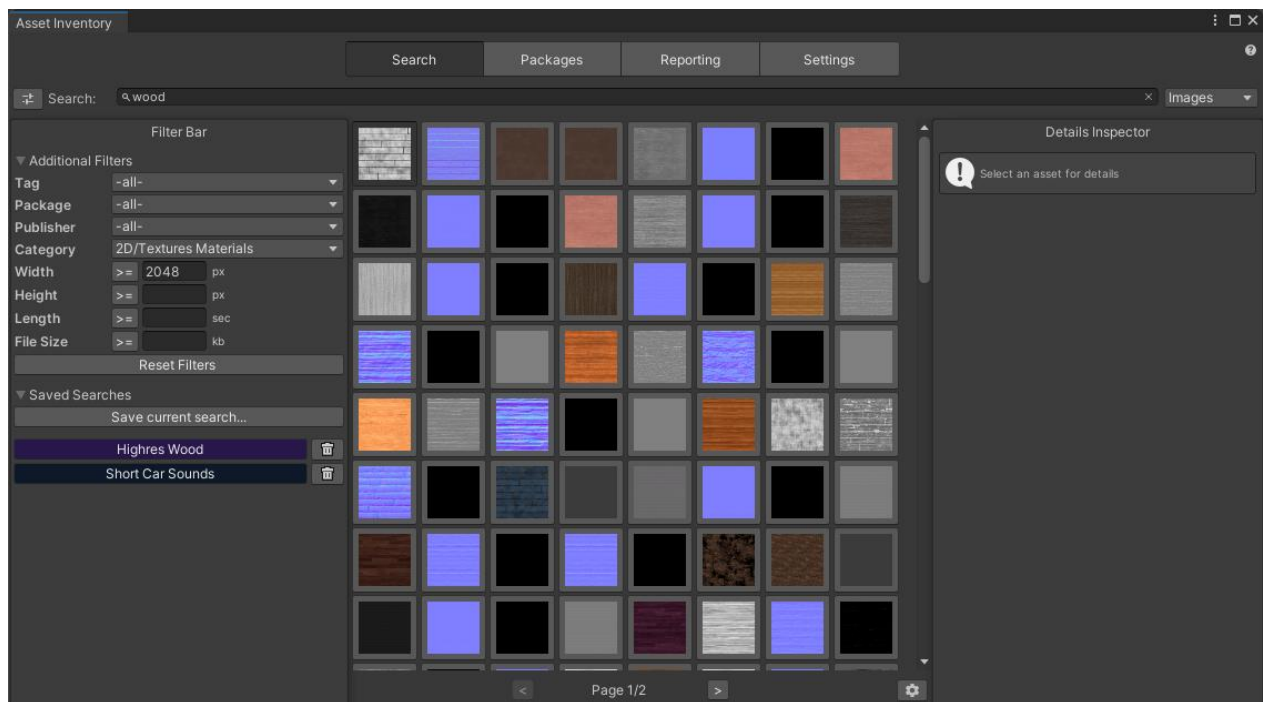 Asset Inventory
Search Packages Reporting Settings
Search: wood Images
Filter Bar
Additional Filters
Tag -all-
Package -all-
Publisher -all-
Category 2D/Textures Materials
Width >= 2048 px
Height >= px
Length >= sec
File Size >= kb
Reset Filters
Saved Searches
Save current search...
Highres Wood
Short Car Sounds
< Page 1/2 >
Details Inspector
Select an asset for details